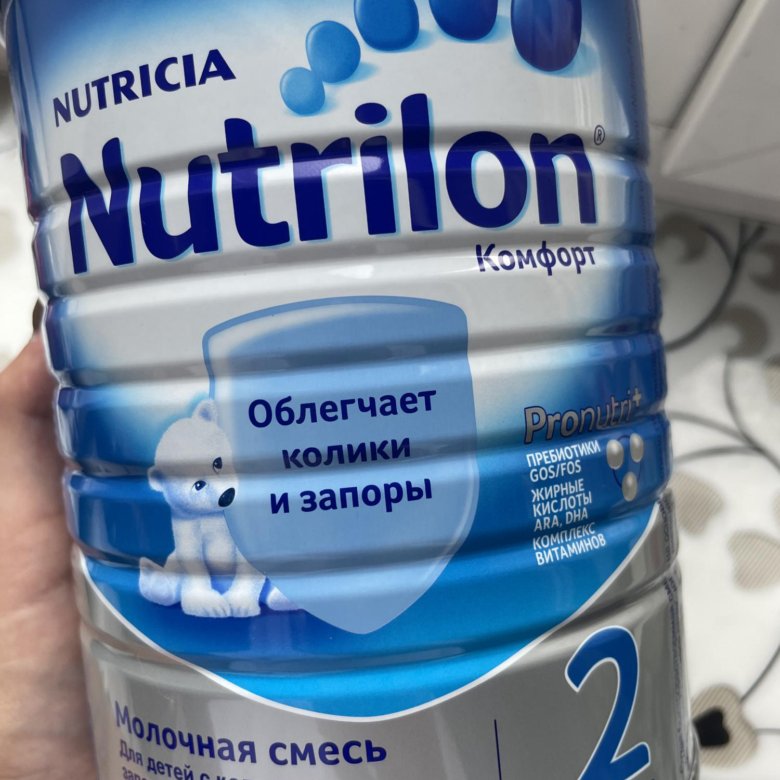 NUTRICIA
Nutrilon®
Комфорт
Облегчает
колики
и запоры
Pronutri+
ПРЕБИОТИКИ
GOS/FOS
ЖИРНЫЕ
КИСЛОТЫ
ARA, DHA
КОМПЛЕКС
ВИТАМИНОВ
2
Молочная смесь
Для детей с